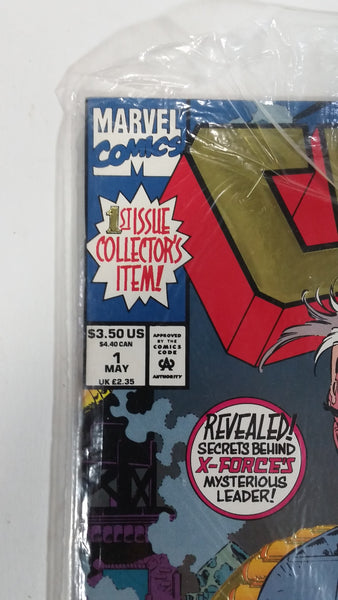 MARVEL
COMICS
M
1ST ISSUE
COLLECTOR'S
ITEM!
$3.50 US
$4.40 CAN
1
MAY
UK £2.35
APPROVED
BY THE
COMICS
CODE
CA
AUTHORITY
REVEALED!
SECRETS BEHIND
X-FORCE'S
MYSTERIOUS
LEADER!